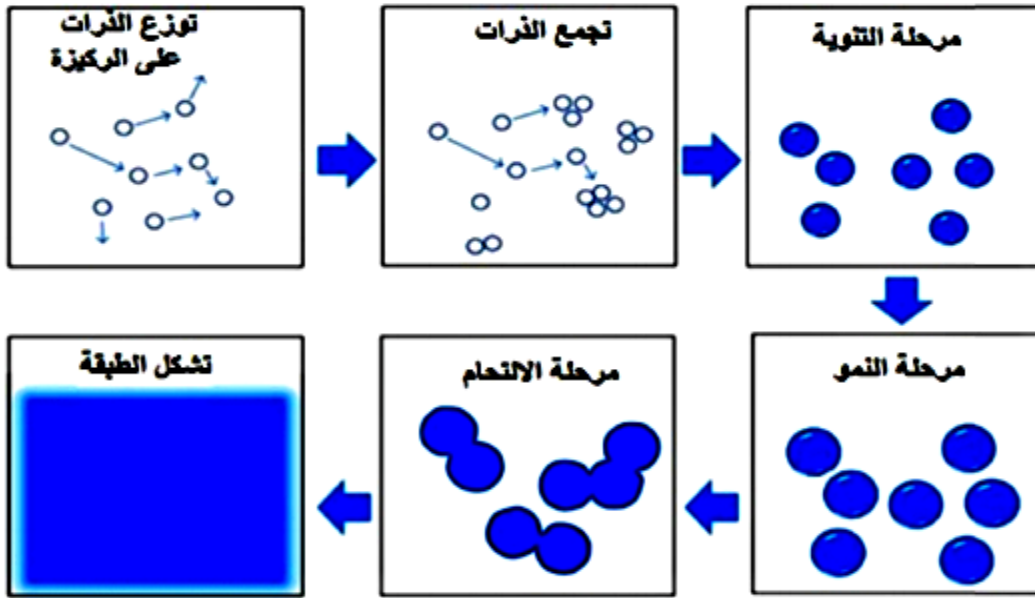 توزع الذرات
على الركيزة
تجمع الذرات
مرحلة التنوية
مرحلة النمو
مرحلة الالتحام
تشكل الطبقة